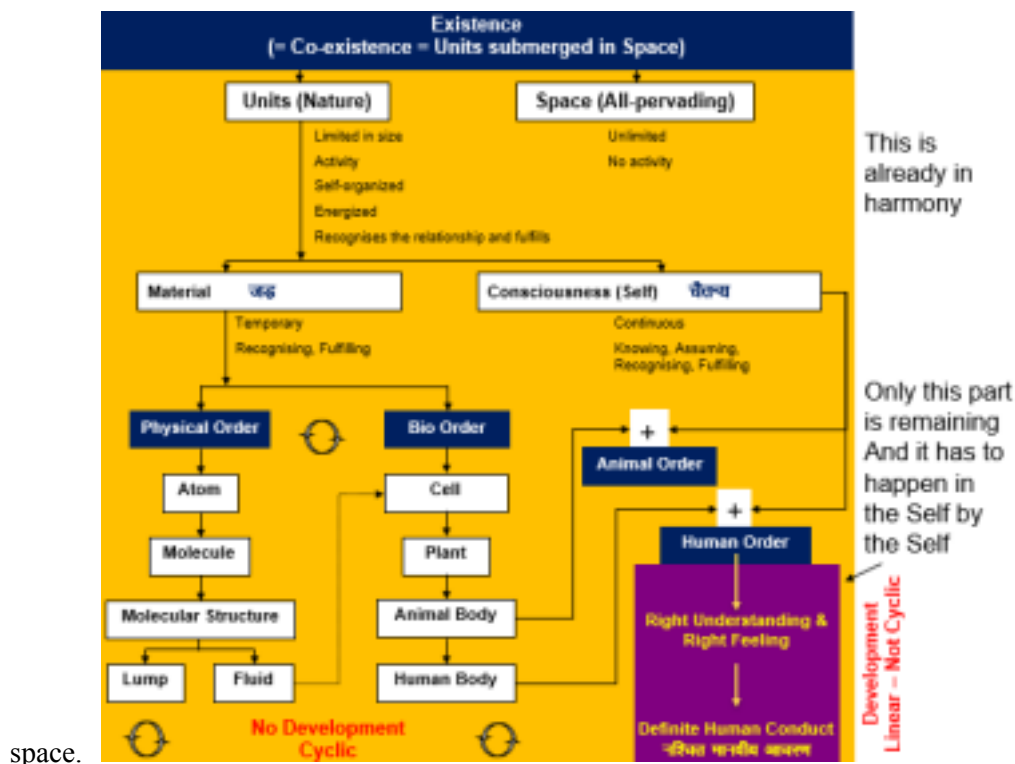 Existence
(= Co-existence = Units submerged in Space)
Units (Nature)
Space (All-pervading)
Limited in size
Activity
Self-organized
Energized
Recognises the relationship and fulfills
Unlimited
No activity
This is
already in
harmony
Material जड़
Consciousness (Self) चैतन्य
Temporary
Recognising, Fulfilling
Continuous
Knowing, Assuming,
Recognising, Fulfilling
Physical Order
Bio Order
+
Animal Order
Only this part
is remaining
And it has to
happen in
the Self by
the Self
Atom
Cell
+
Human Order
Molecule
Plant
Molecular Structure
Animal Body
Right Understanding &
Right Feeling
Lump
Fluid
Human Body
Development
Linear – Not Cyclic
No Development
Cyclic
Definite Human Conduct
निश्चित मानवीय आचरण
space.